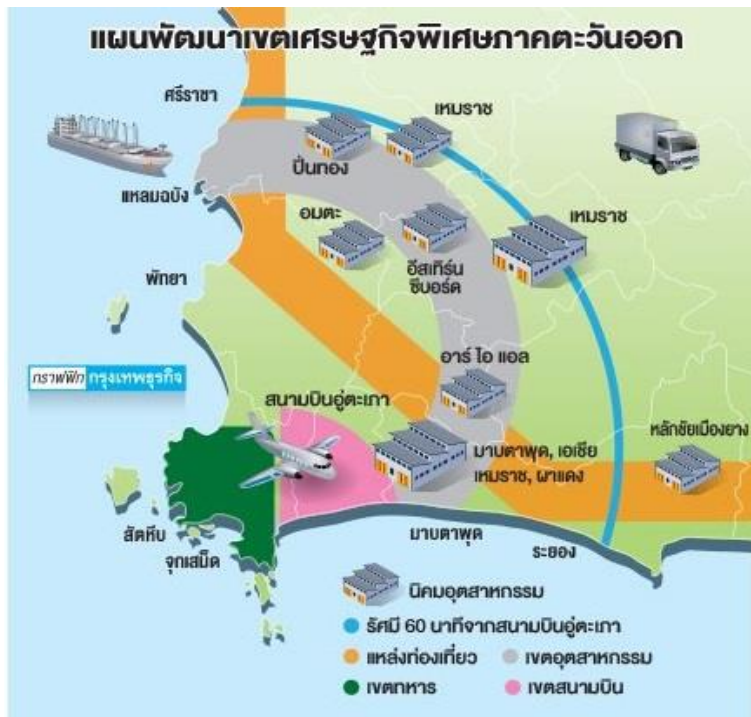 แผนพัฒนาเขตเศรษฐกิจพิเศษภาคตะวันออก
ศรีราชา
เหมราช
ปิ่นทอง
แหลมฉบัง
อมตะ
เหมราช
อีสเทิร์น
ซีบอร์ด
พัทยา
อาร์ ไอ แอล
กราฟฟิก กรุงเทพธุรกิจ
สนามบินอู่ตะเภา
หลักชัยเมืองยาง
มาบตาพุด, เอเชีย
เหมราช, ผาแดง
สัตหีบ
จุกเสม็ด
มาบตาพุด
ระยอง
นิคมอุตสาหกรรม
รัศมี 60 นาทีจากสนามบินอู่ตะเภา
แหล่งท่องเที่ยว
เขตอุตสาหกรรม
เขตทหาร
เขตสนามบิน